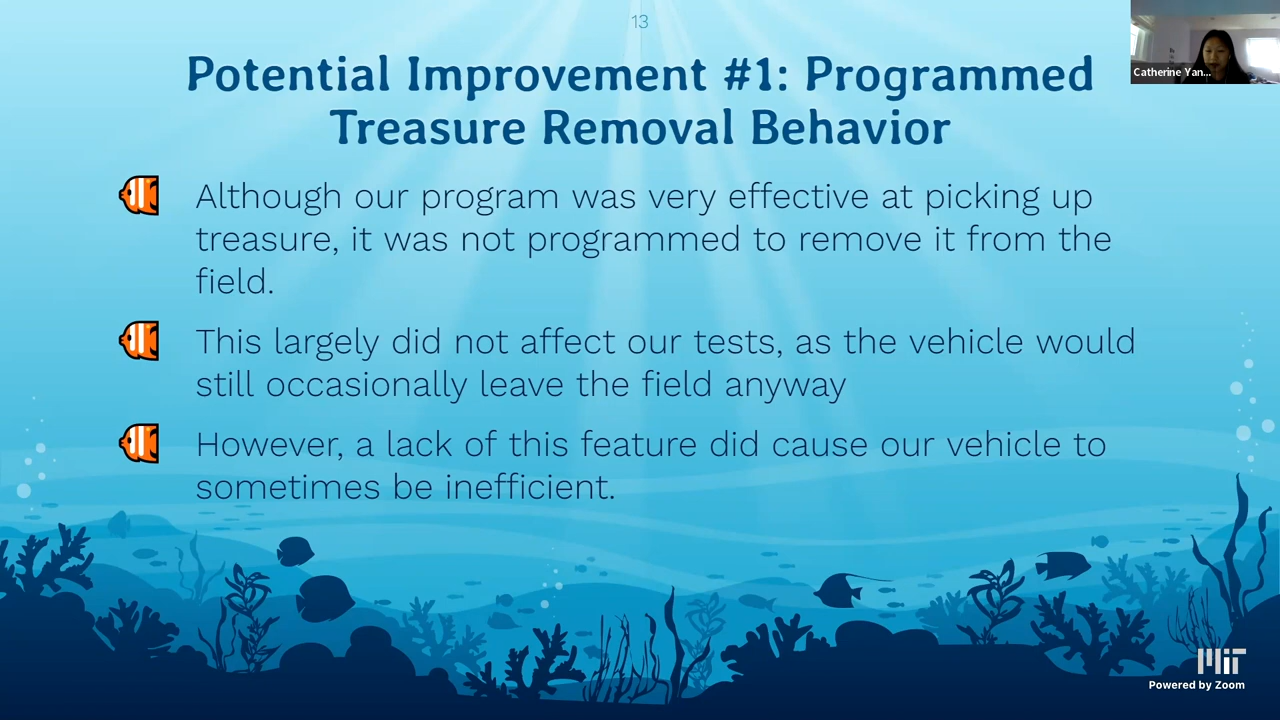 13
Potential Improvement #1: Programmed
Treasure Removal Behavior
Catherine Yan...
Although our program was very effective at picking up
treasure, it was not programmed to remove it from the
field.
This largely did not affect our tests, as the vehicle would
still occasionally leave the field anyway
However, a lack of this feature did cause our vehicle to
sometimes be inefficient.
MIT
Powered by Zoom